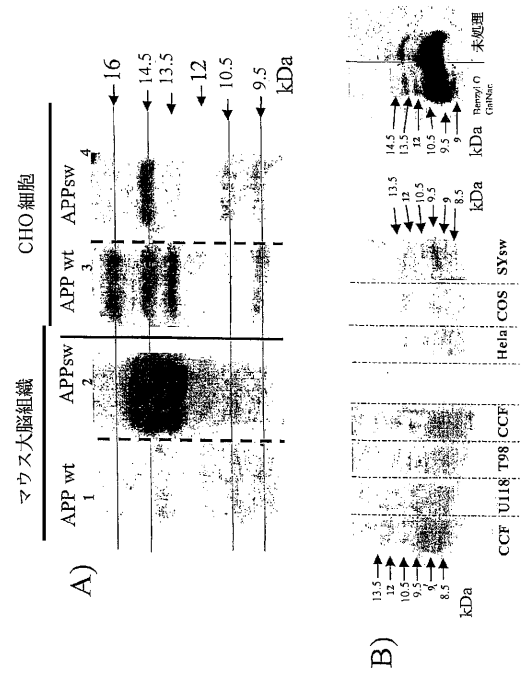 A)
マウス大脳組織
CHO 細胞
APP wt
APPsw
APP wt
APPsw
1
2
3
4
16
14.5
13.5
12
10.5
9.5
kDa
B)
13.5
12
10.5
9.5
9
8.5
kDa
CCF
U118
T98
CCF
Hela
COS
SYsw
13.5
12
10.5
9.5
9
8.5
kDa
14.5
13.5
12
10.5
9.5
9
kDa
Benzyl O
GalNac
未処理